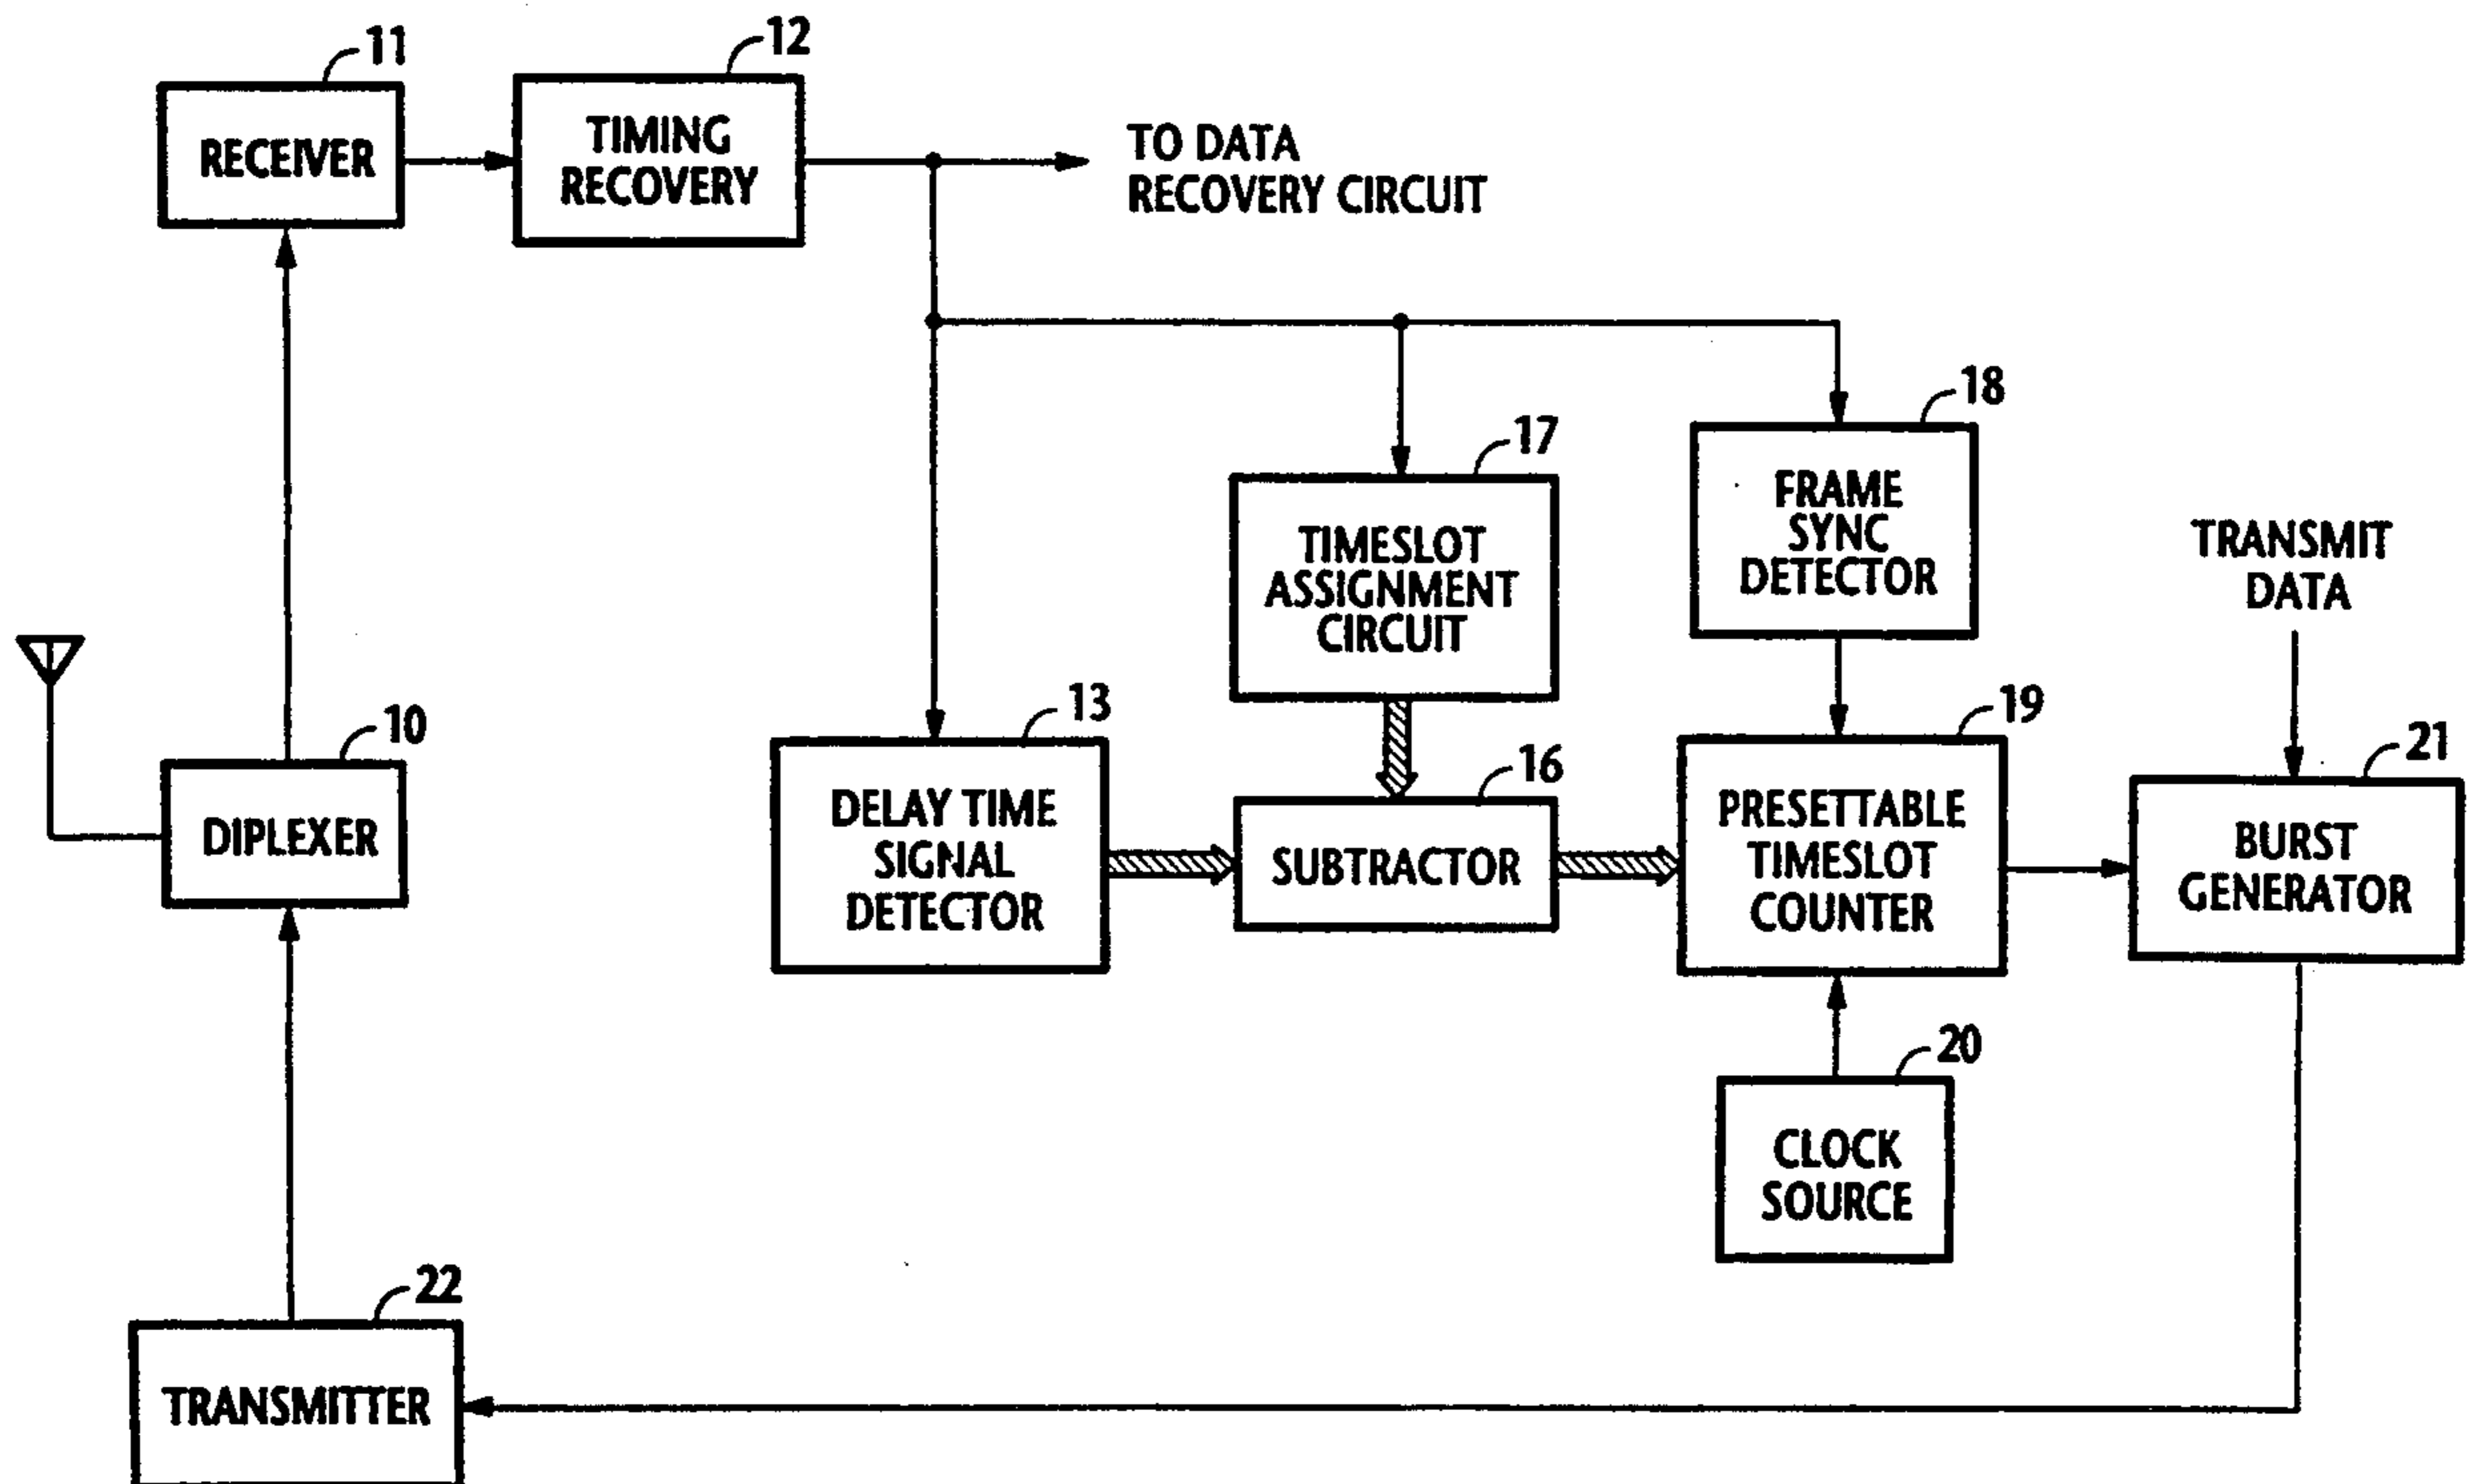 11
RECEIVER
12
TIMING
RECOVERY
TO DATA
RECOVERY CIRCUIT
18
FRAME
SYNC
DETECTOR
17
TIMESLOT
ASSIGNMENT
CIRCUIT
TRANSMIT
DATA
10
DIPLEXER
13
DELAY TIME
SIGNAL
DETECTOR
16
SUBTRACTOR
19
PRESETTABLE
TIMESLOT
COUNTER
21
BURST
GENERATOR
20
CLOCK
SOURCE
22
TRANSMITTER